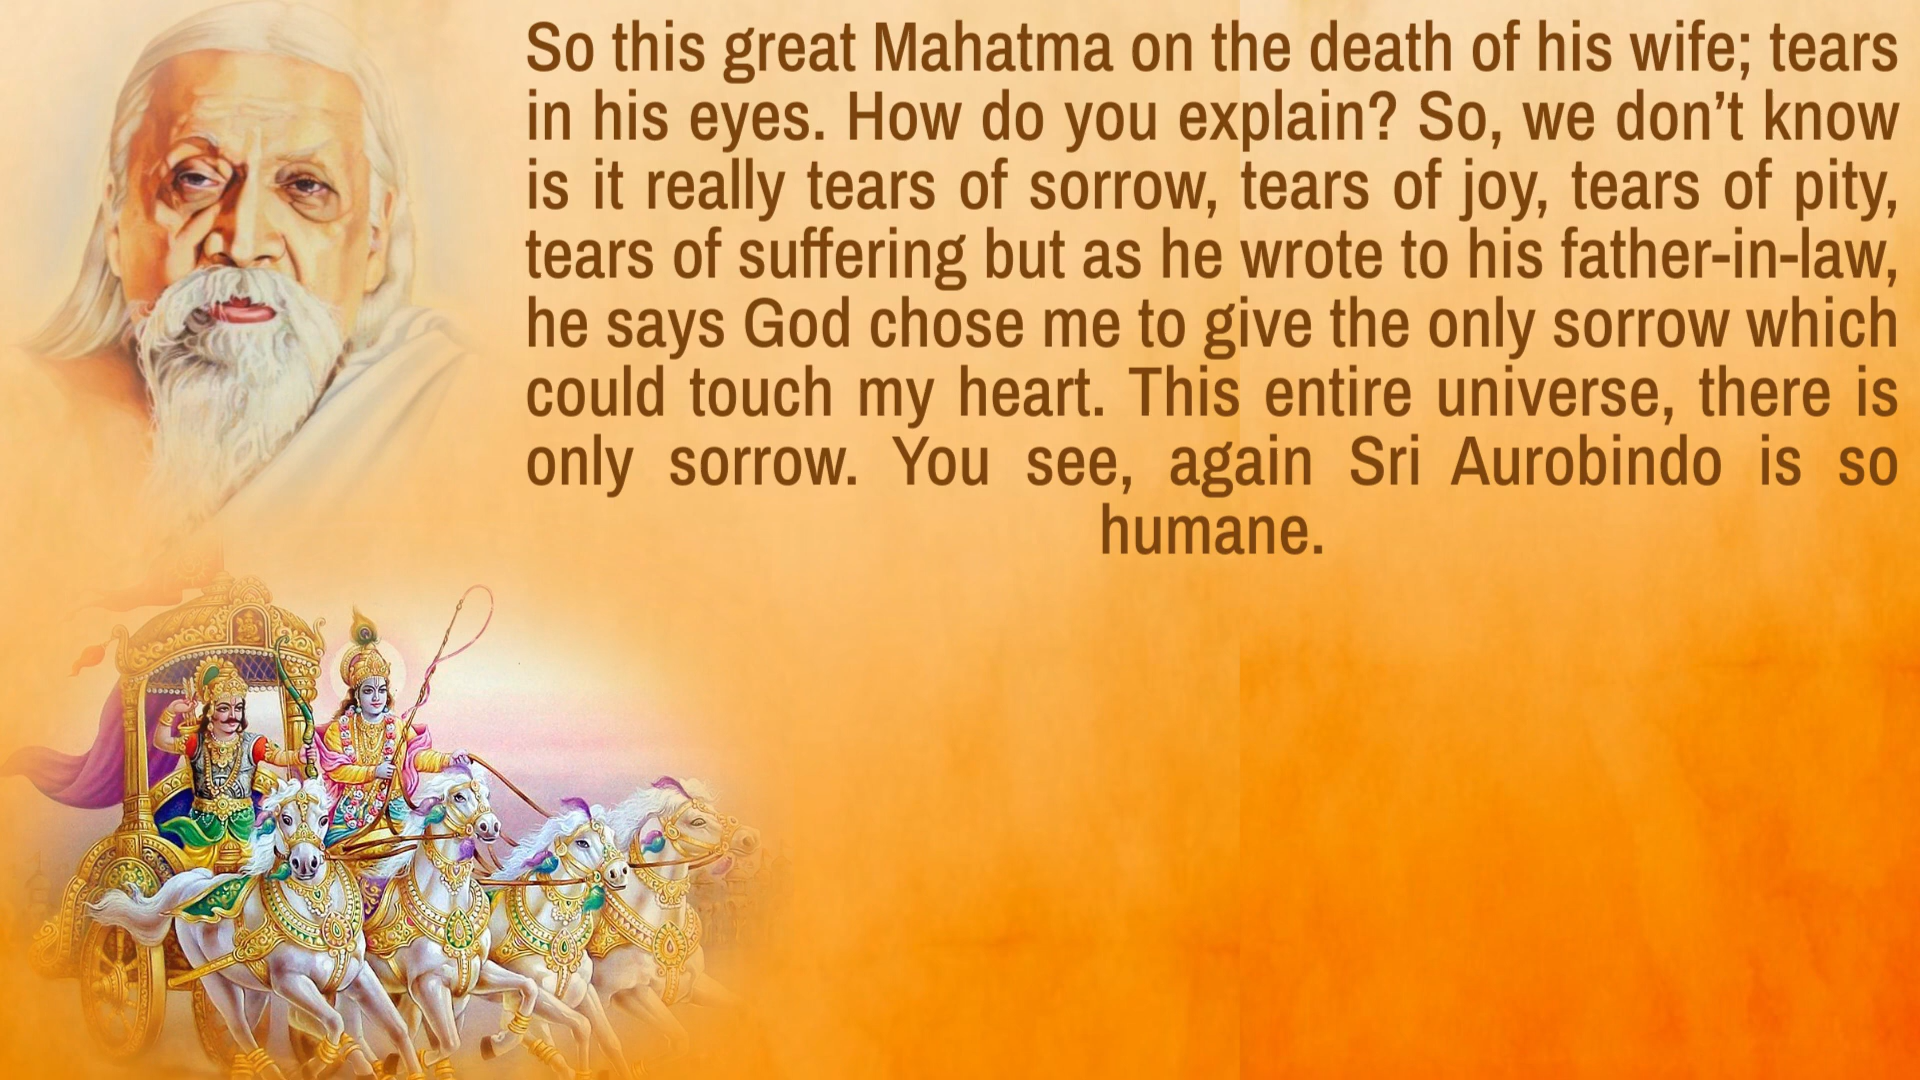 So this great Mahatma on the death of his wife; tears
in his eyes. How do you explain? So, we don’t know
is it really tears of sorrow, tears of joy, tears of pity,
tears of suffering but as he wrote to his father-in-law,
he says God chose me to give the only sorrow which
could touch my heart. This entire universe, there is
only sorrow. You see, again Sri Aurobindo is so
humane.